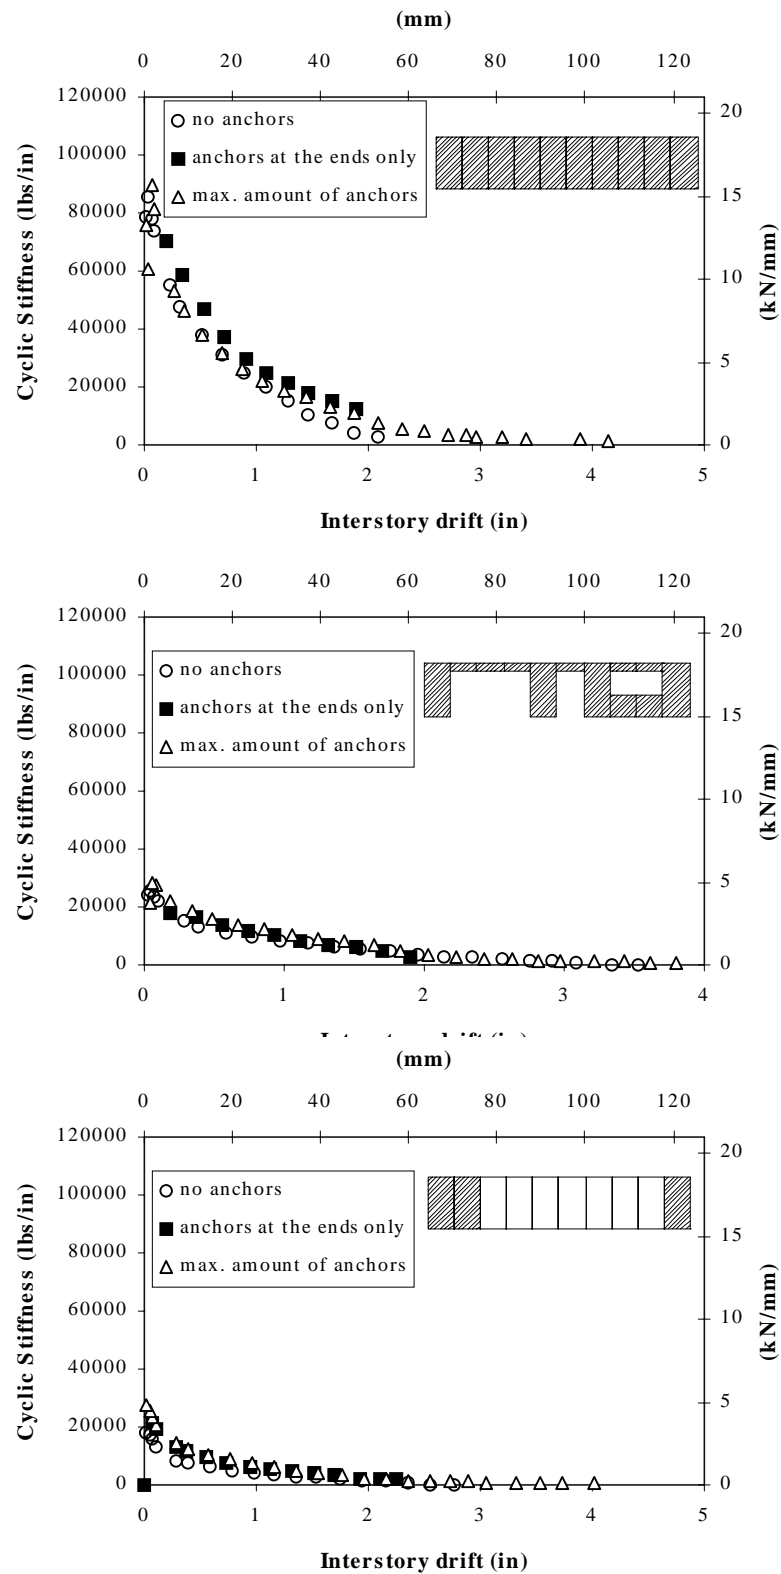 (mm)
0 20 40 60 80 100 120
120000
100000
80000
60000
40000
20000
0
Cyclic Stiffness (lbs/in)
no anchors
anchors at the ends only
max. amount of anchors
20
15
10
5
0
(kN/mm)
0 1 2 3 4 5
Interstory drift (in)
0 20 40 60 80 100 120
120000
100000
80000
60000
40000
20000
0
Cyclic Stiffness (lbs/in)
no anchors
anchors at the ends only
max. amount of anchors
20
15
10
5
0
(kN/mm)
0 1 2 3 4
Interstory drift (in)
(mm)
0 20 40 60 80 100 120
120000
100000
80000
60000
40000
20000
0
Cyclic Stiffness (lbs/in)
no anchors
anchors at the ends only
max. amount of anchors
20
15
10
5
0
(kN/mm)
0 1 2 3 4 5
Interstory drift (in)